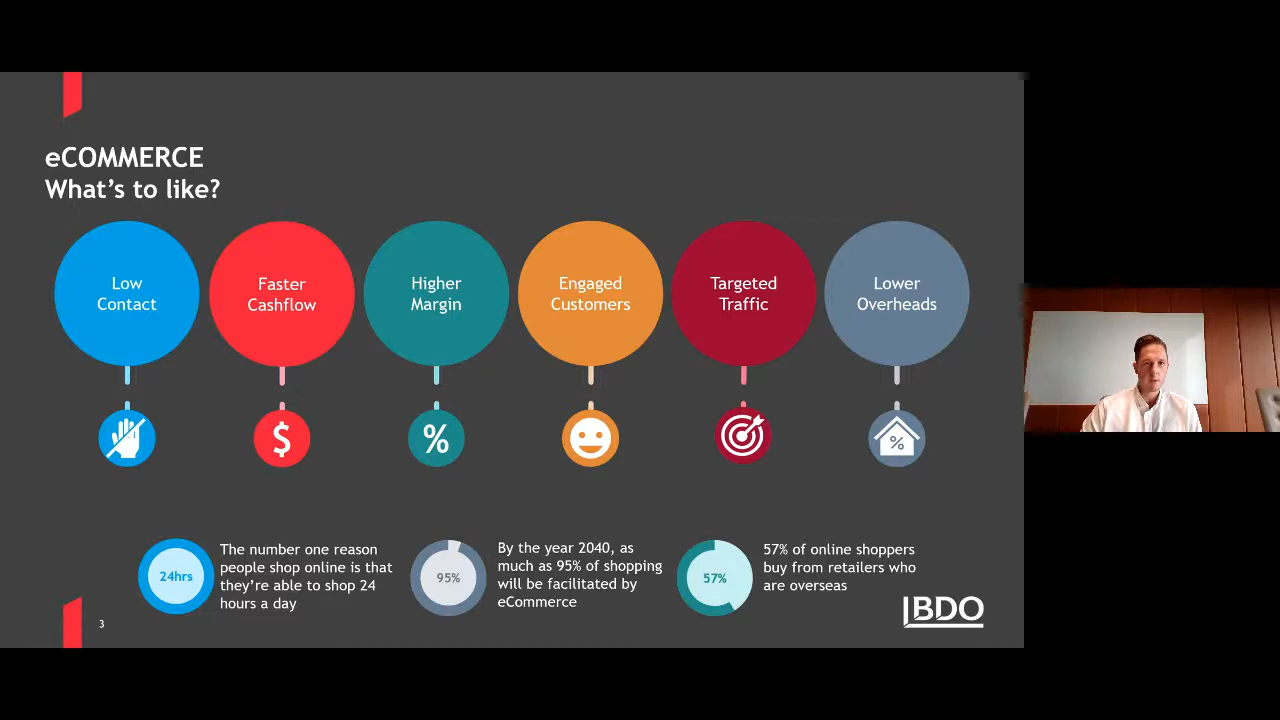 eCOMMERCE
What's to like?
Low
Contact
Faster
Cashflow
Higher
Margin
Engaged
Customers
Targeted
Traffic
Lower
Overheads
$
%
%
24hrs
The number one reason
people shop online is that
they're able to shop 24
hours a day
95%
By the year 2040, as
much as 95% of shopping
will be facilitated by
eCommerce
57%
57% of online shoppers
buy from retailers who
are overseas
3
BDO